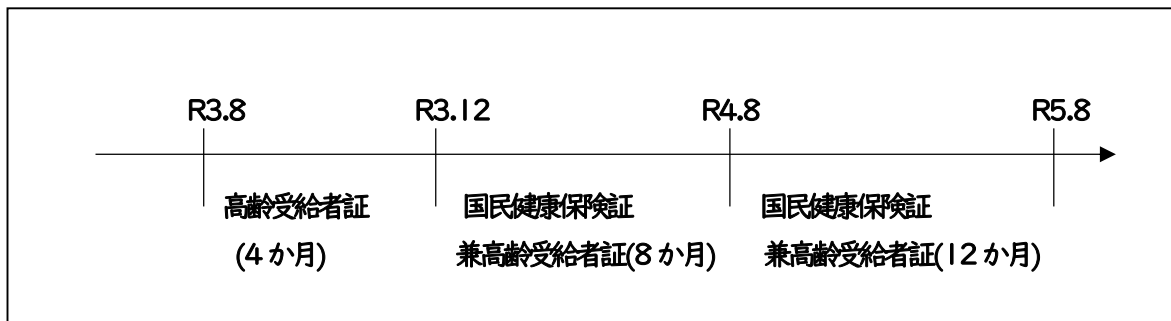 R3.8 R3.12 R4.8 R5.8
高齢受給者証 国民健康保険証 国民健康保険証
(4か月) 兼高齢受給者証(8か月) 兼高齢受給者証(12か月)